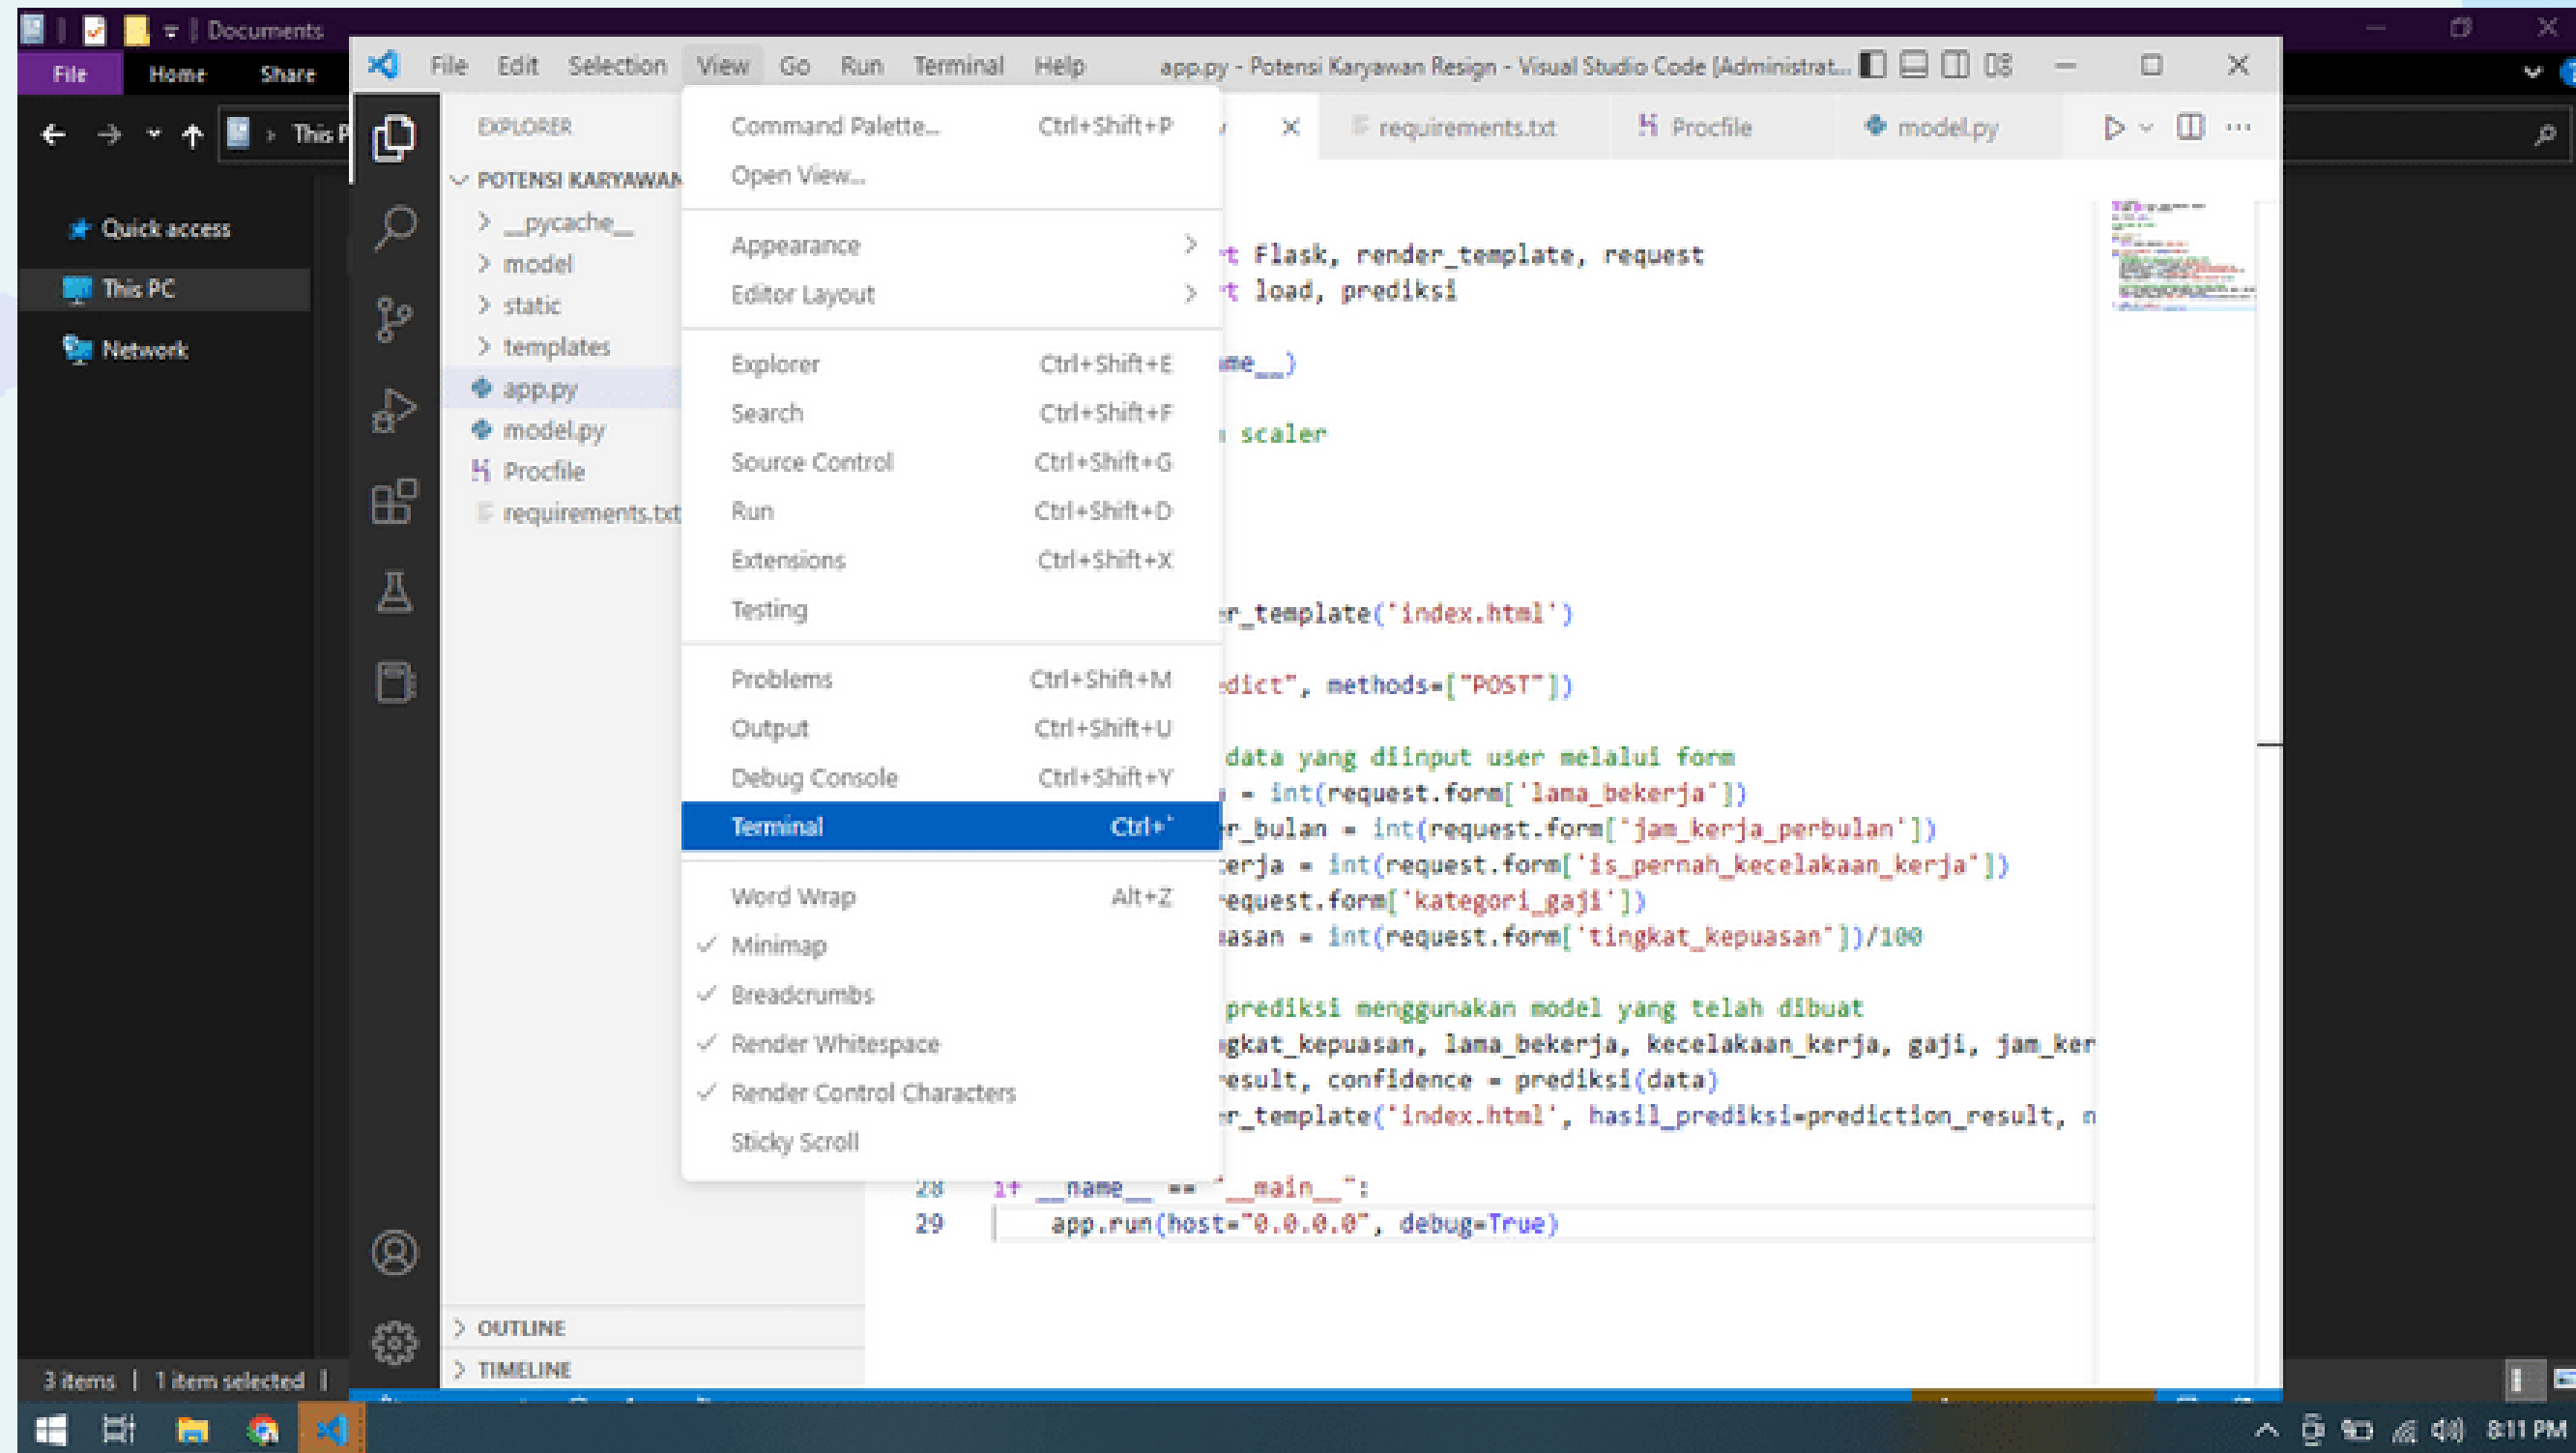 Documents
File Home Share
This P
Quick access
This PC
Network
3 items 1 item selected
File Edit Selection View Go Run Terminal Help app.py - Potensi Karyawan Resign - Visual Studio Code [Administrat...
EXPLORER
POTENSI KARYAWAN
__pycache__
model
static
templates
app.py
model.py
Procfile
requirements.txt
OUTLINE
TIMELINE
Command Palette... Ctrl+Shift+P
Open View...
Appearance
Editor Layout
Explorer Ctrl+Shift+E
Search Ctrl+Shift+F
Source Control Ctrl+Shift+G
Run Ctrl+Shift+D
Extensions Ctrl+Shift+X
Testing
Problems Ctrl+Shift+M
Output Ctrl+Shift+U
Debug Console Ctrl+Shift+Y
Terminal Ctrl+`
Word Wrap Alt+Z
Minimap
Breadcrumbs
Render Whitespace
Render Control Characters
Sticky Scroll
requirements.txt Procfile model.py
t Flask, render_template, request
t load, prediksi
me__)
scaler
r_template('index.html')
dict", methods=["POST"])
data yang diinput user melalui form
= int(request.form['lama_bekerja'])
r_bulan = int(request.form['jam_kerja_perbulan'])
erja = int(request.form['is_pernah_kecelakaan_kerja'])
equest.form['kategori_gaji'])
asan = int(request.form['tingkat_kepuasan'])/100
prediksi menggunakan model yang telah dibuat
gkat_kepuasan, lama_bekerja, kecelakaan_kerja, gaji, jam_ker
esult, confidence = prediksi(data)
r_template('index.html', hasil_prediksi=prediction_result, n
28 if __name__ == "__main__":
29 app.run(host="0.0.0.0", debug=True)
8:11 PM